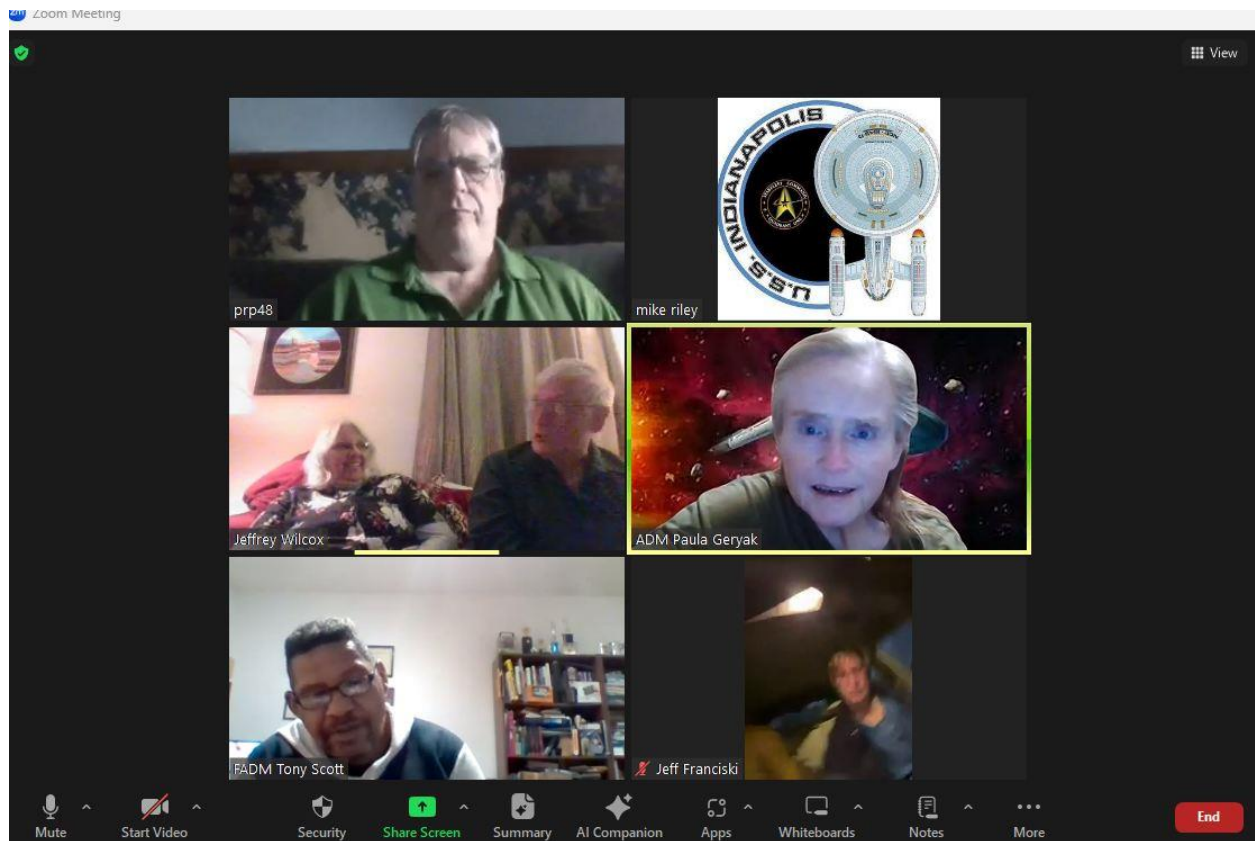 Zoom Meeting
View
prp48
U.S.S. INDIANAPOLIS
mike riley
Jeffrey Wilcox
ADM Paula Geryak
FADM Tony Scott
Jeff Franciski
Mute
Start Video
Security
Share Screen
Summary
AI Companion
Apps
Whiteboards
Notes
More
End